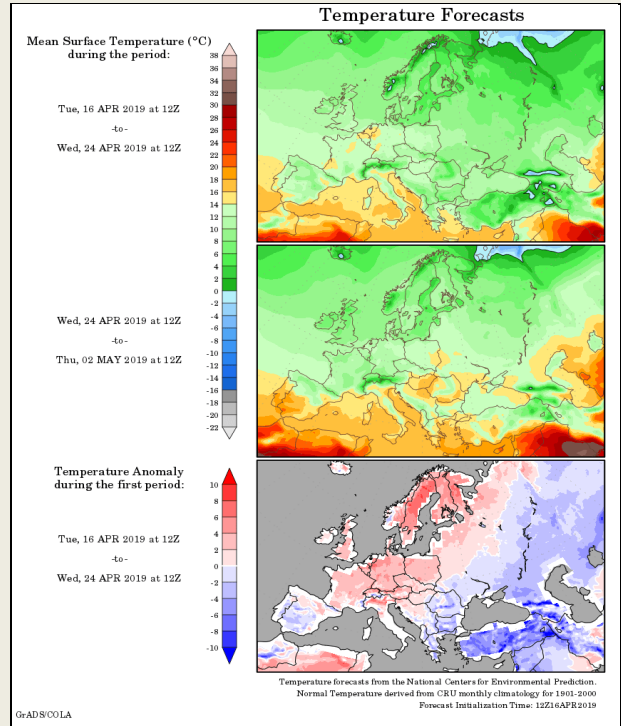 Temperature Forecasts
Mean Surface Temperature (°C)
during the period:
Tue, 16 APR 2019 at 12Z
-to-
Wed, 24 APR 2019 at 12Z
38
36
34
32
30
28
26
24
22
20
18
16
14
12
10
8
6
4
2
0
-2
-4
-6
-8
-10
-12
-14
-16
-18
-20
-22
Wed, 24 APR 2019 at 12Z
-to-
Thu, 02 MAY 2019 at 12Z
Temperature Anomaly
during the first period:
Tue, 16 APR 2019 at 12Z
-to-
Wed, 24 APR 2019 at 12Z
10
8
6
4
2
0
-2
-4
-6
-8
-10
Temperature forecasts from the National Centers for Environmental Prediction.
Normal Temperature derived from CRU monthly climatology for 1901-2000
Forecast Initialization Time: 12Z16APR2019
GrADS/COLA